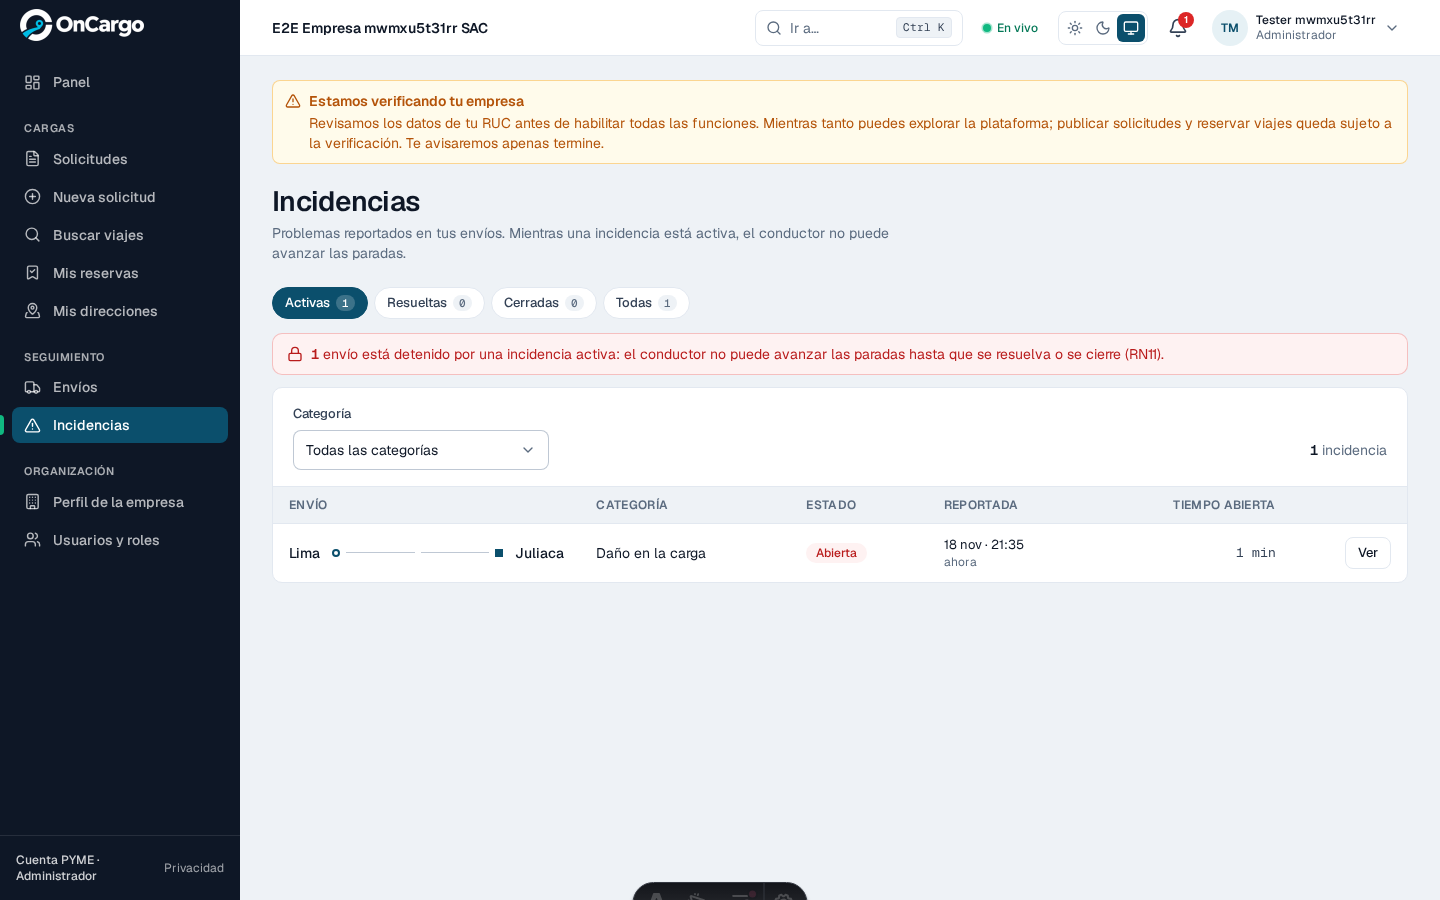 OnCargo
E2E Empresa mwmxu5t31rr SAC
Ir a...
Ctrl K
En vivo
1
TM
Tester mwmxu5t31rr
Administrador
Panel
CARGAS
Solicitudes
Nueva solicitud
Buscar viajes
Mis reservas
Mis direcciones
SEGUIMIENTO
Envíos
Incidencias
ORGANIZACIÓN
Perfil de la empresa
Usuarios y roles
Cuenta PYME ·
Administrador
Privacidad
Estamos verificando tu empresa
Revisamos los datos de tu RUC antes de habilitar todas las funciones. Mientras tanto puedes explorar la plataforma; publicar solicitudes y reservar viajes queda sujeto a
la verificación. Te avisaremos apenas termine.
Incidencias
Problemas reportados en tus envíos. Mientras una incidencia está activa, el conductor no puede
avanzar las paradas.
Activas 1
Resueltas 0
Cerradas 0
Todas 1
1 envío está detenido por una incidencia activa: el conductor no puede avanzar las paradas hasta que se resuelva o se cierre (RN11).
Categoría
Todas las categorías
1 incidencia
ENVÍO CATEGORÍA ESTADO REPORTADA TIEMPO ABIERTA
Lima Juliaca Daño en la carga Abierta 18 nov · 21:35 1 min Ver
ahora